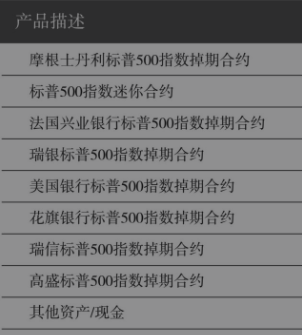 产品描述
摩根士丹利标普500指数掉期合约
标普500指数迷你合约
法国兴业银行标普500指数掉期合约
瑞银标普500指数掉期合约
美国银行标普500指数掉期合约
花旗银行标普500指数掉期合约
瑞信标普500指数掉期合约
高盛标普500指数掉期合约
其他资产/现金